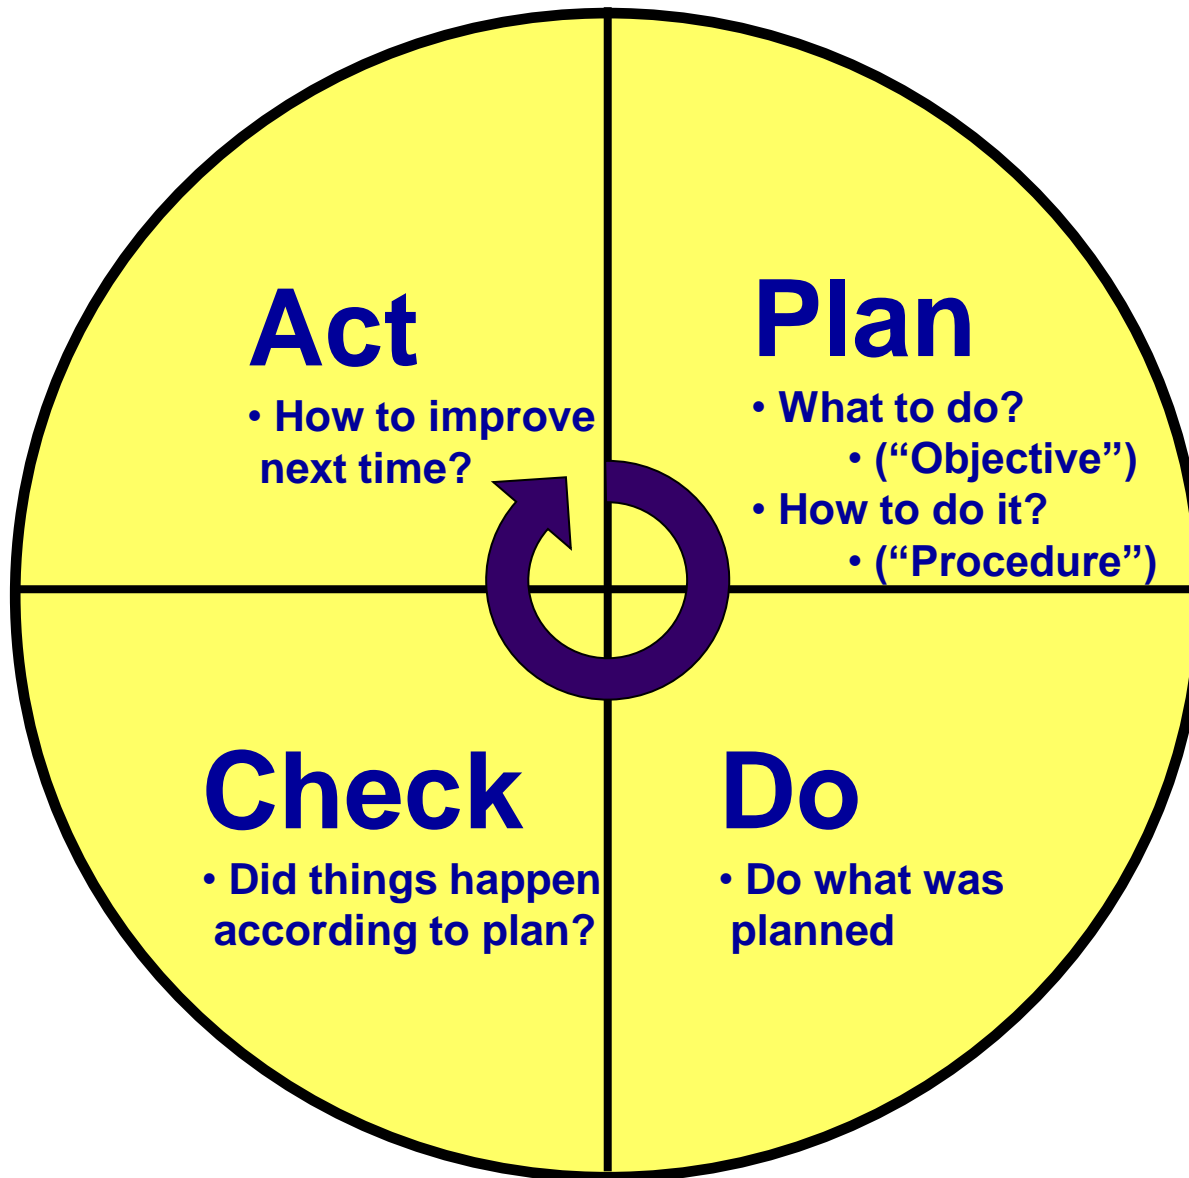 Act
• How to improve
next time?
Plan
• What to do?
• (“Objective”)
• How to do it?
• (“Procedure”)
Check
• Did things happen
according to plan?
Do
• Do what was
planned